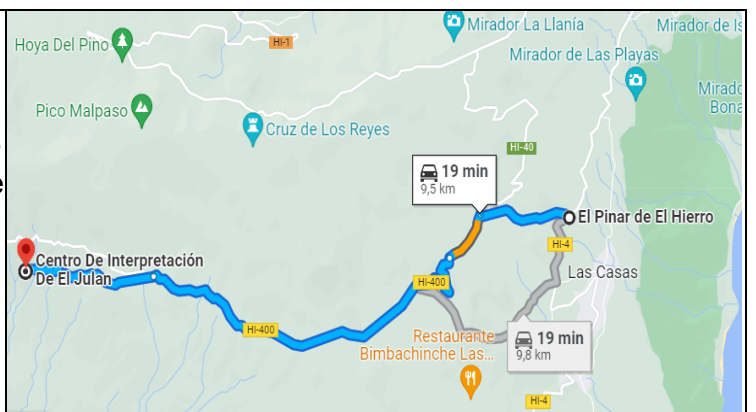 Mirador La Llanía
Mirador de Is
Hoya Del Pino
HI-1
Mirador de Las Playas
Pico Malpaso
Mirado
Bona
Cruz de Los Reyes
HI-40
19 min
9,5 km
e
El Pinar de El Hierro
HI-4
Centro De Interpretación
De El Julan
Las Casas
HI-400
HI-400
Restaurante
Bimbachinche Las...
19 min
9,8 km
HI-4